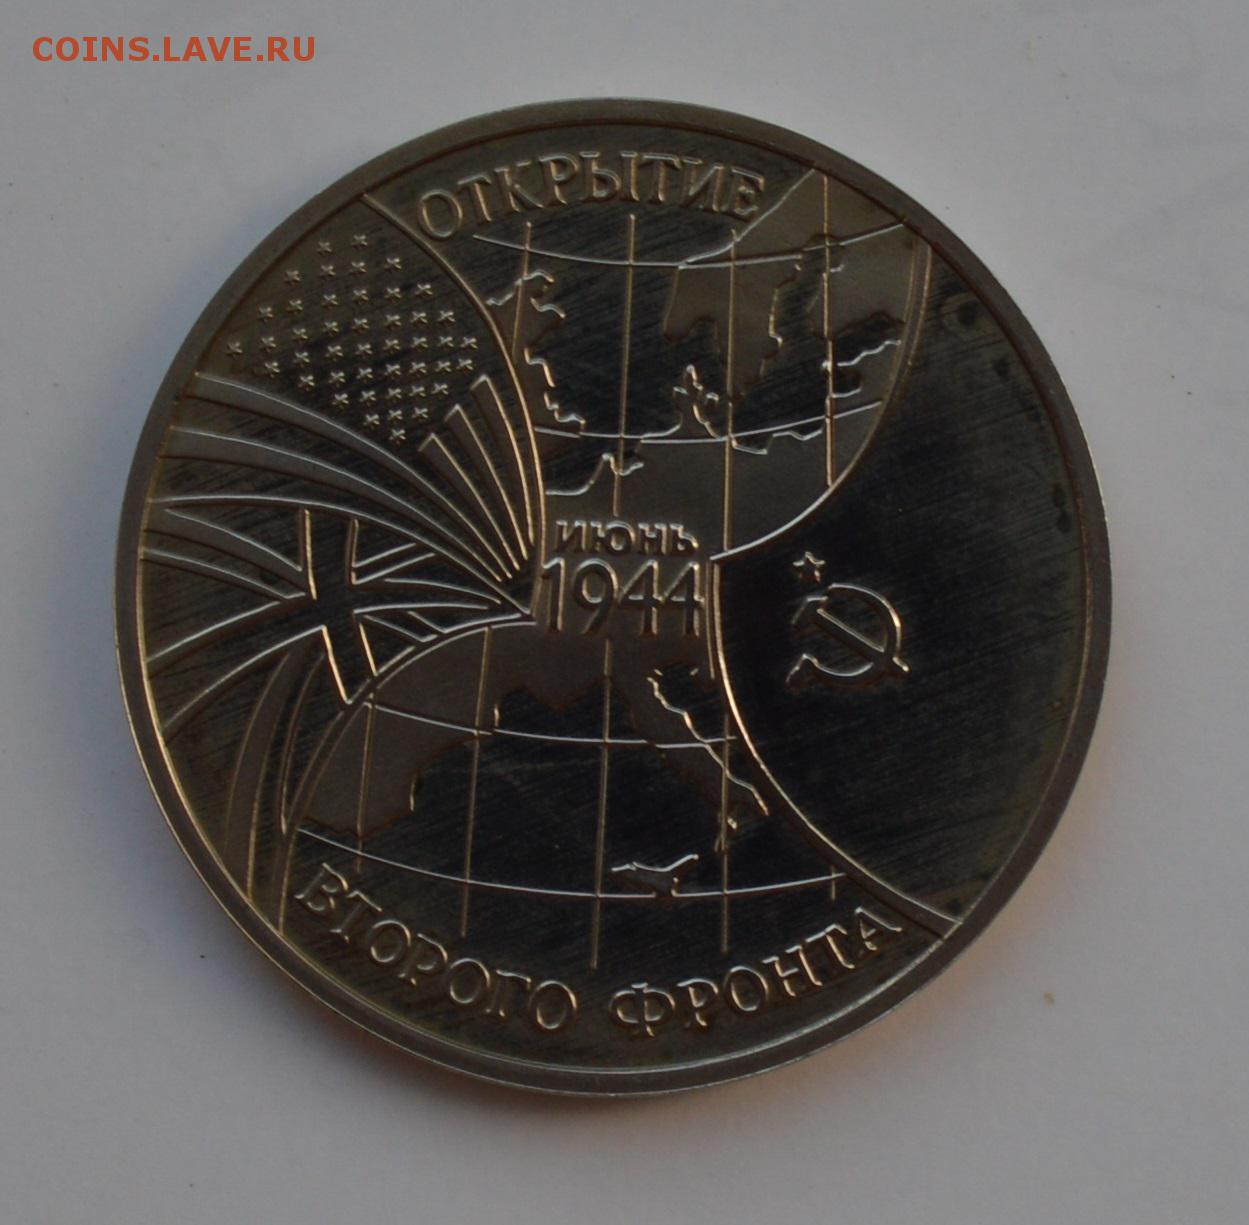 COINS.LAVE.RU
ОТКРЫТИЕ
ИЮНЬ
1944
ВТОРОГО ФРОНТА